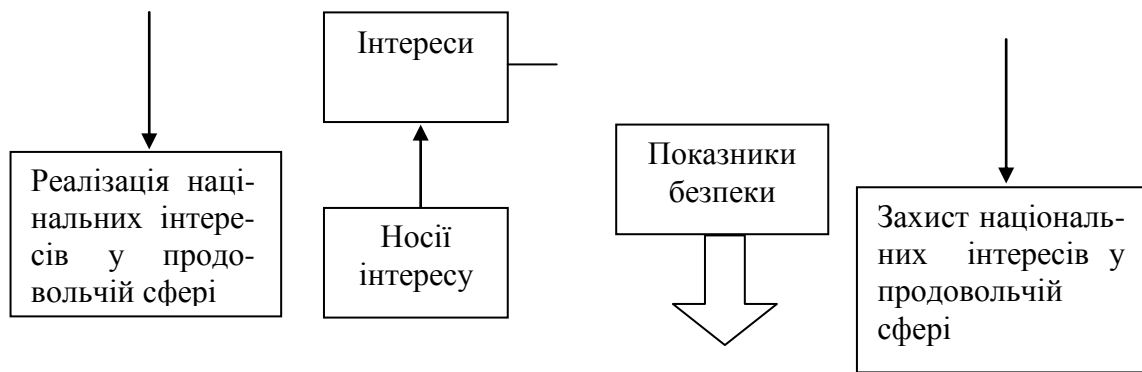 Інтереси
Реалізація наці-
нальних інтере-
сів у продо-
вольчій сфері
Носії
інтересу
Показники
безпеки
Захист національ-
них інтересів у
продовольчій
сфері